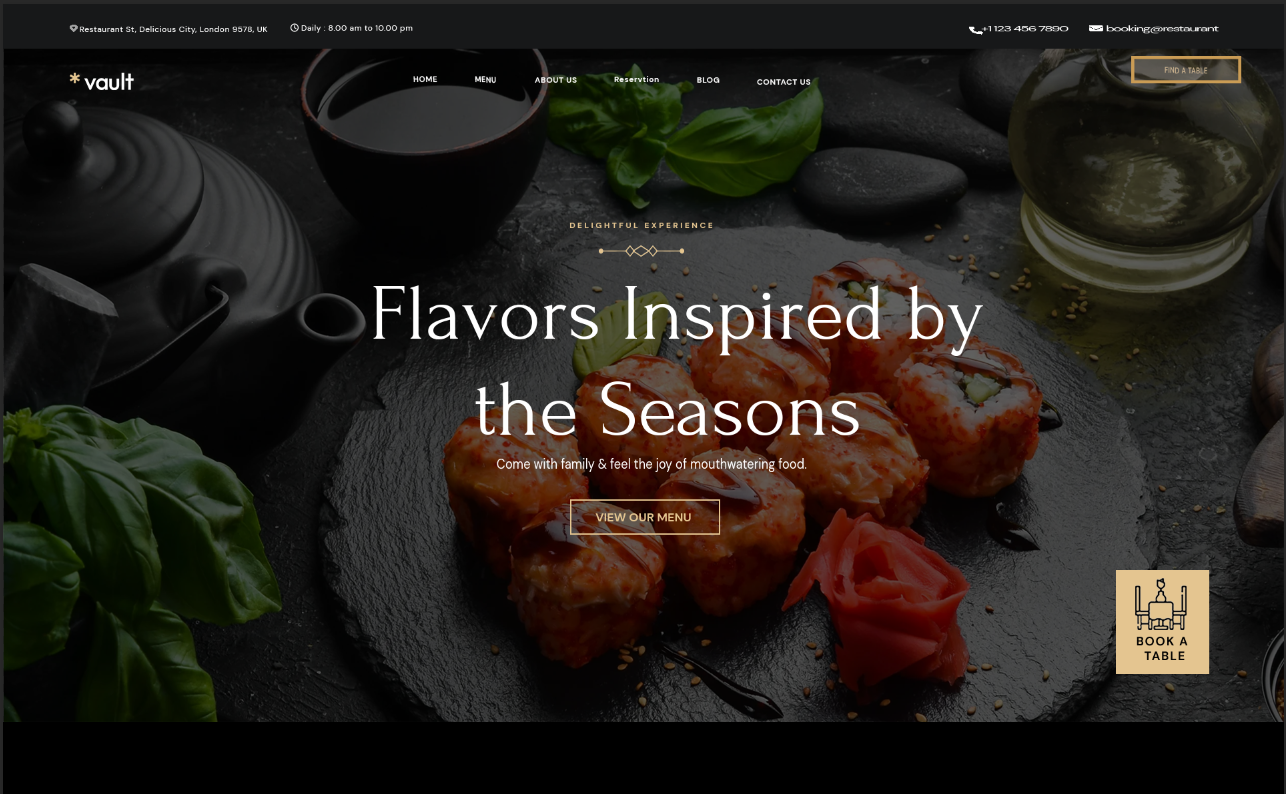 Restaurant St, Delicious City, London 9578, UK
Daily : 8.00 am to 10.00 pm
+1 123 456 7890
booking@restaurant
vault
HOME
MENU
ABOUT US
Reservtion
BLOG
CONTACT US
FIND A TABLE
DELIGHTFUL EXPERIENCE
Flavors Inspired by
the Seasons
Come with family & feel the joy of mouthwatering food.
VIEW OUR MENU
BOOK A
TABLE